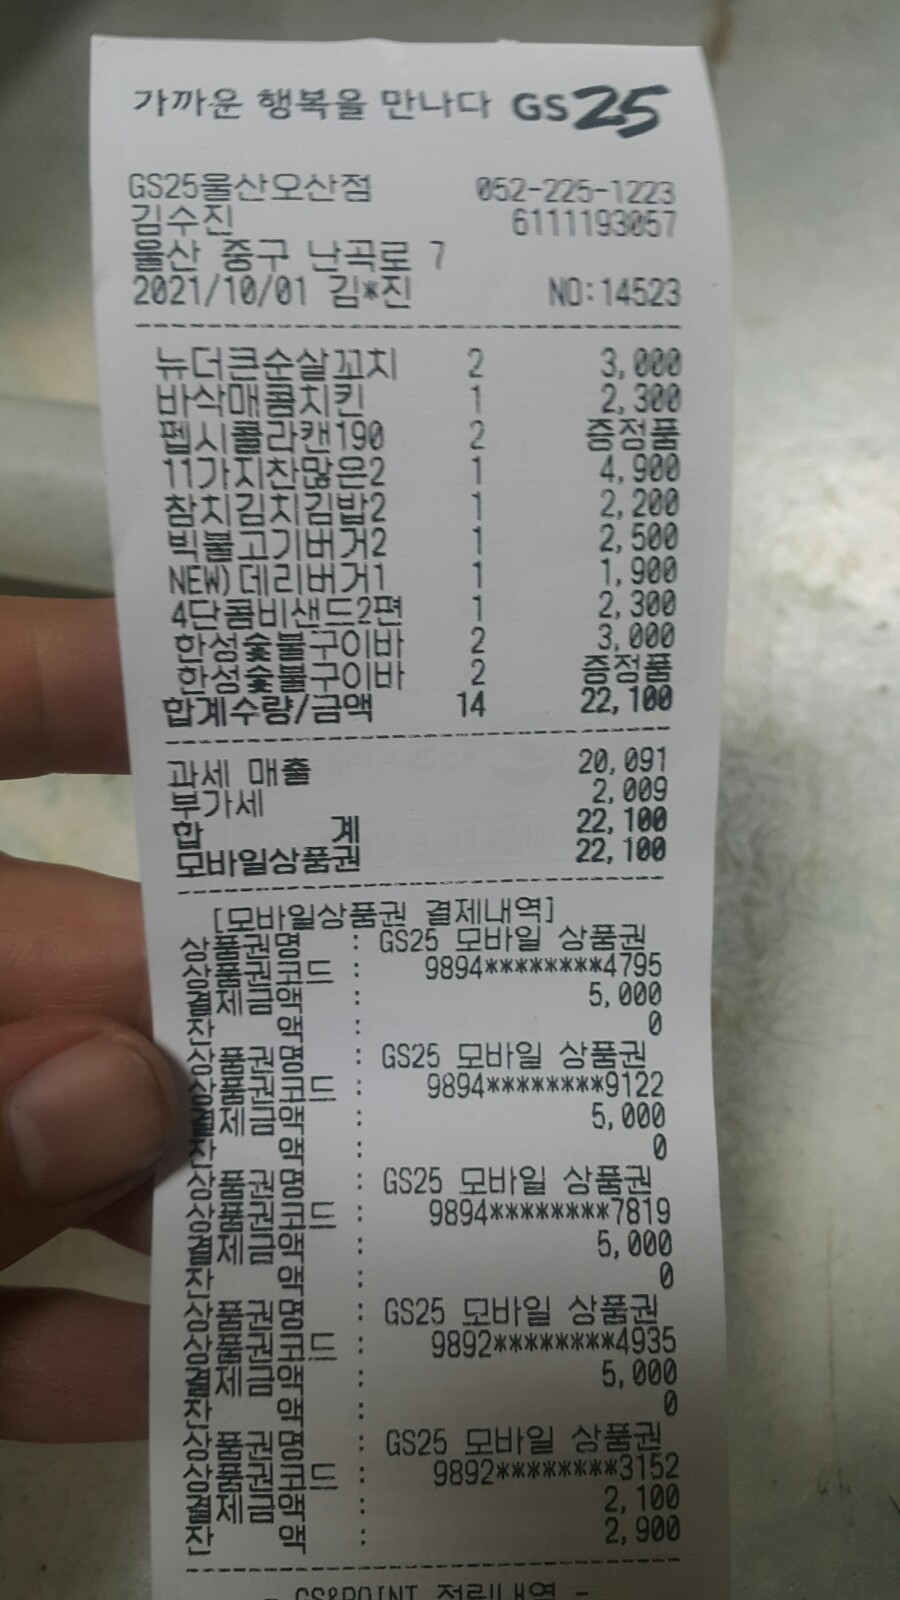 가까운 행복을 만나다 GS25
GS25울산오산점 052-225-1223
김수진 6111193057
울산 중구 난곡로 7
2021/10/01 김*진 NO:14523
뉴더큰순살꼬치 2 3,000
바삭매콤치킨 1 2,300
펩시콜라캔190 2 증정품
11가지찬많은2 1 4,900
참치김치김밥2 1 2,200
빅불고기버거2 1 2,500
NEW)데리버거1 1 1,900
4단콤비샌드2편 1 2,300
한성숯불구이바 2 3,000
한성숯불구이바 2 증정품
합계수량/금액 14 22,100
과세 매출 20,091
부가세 2,009
합 계 22,100
모바일상품권 22,100
[모바일상품권 결제내역]
상품권명 : GS25 모바일 상품권
상품권코드 : 9894********4795
결제금액 : 5,000
잔 액 : 0
상품권명 : GS25 모바일 상품권
상품권코드 : 9894********9122
결제금액 : 5,000
잔 액 : 0
상품권명 : GS25 모바일 상품권
상품권코드 : 9894********7819
결제금액 : 5,000
잔 액 : 0
상품권명 : GS25 모바일 상품권
상품권코드 : 9892********4935
결제금액 : 5,000
잔 액 : 0
상품권명 : GS25 모바일 상품권
상품권코드 : 9892********3152
결제금액 : 2,100
잔 액 : 2,900
- GS&POINT 적립내역 -